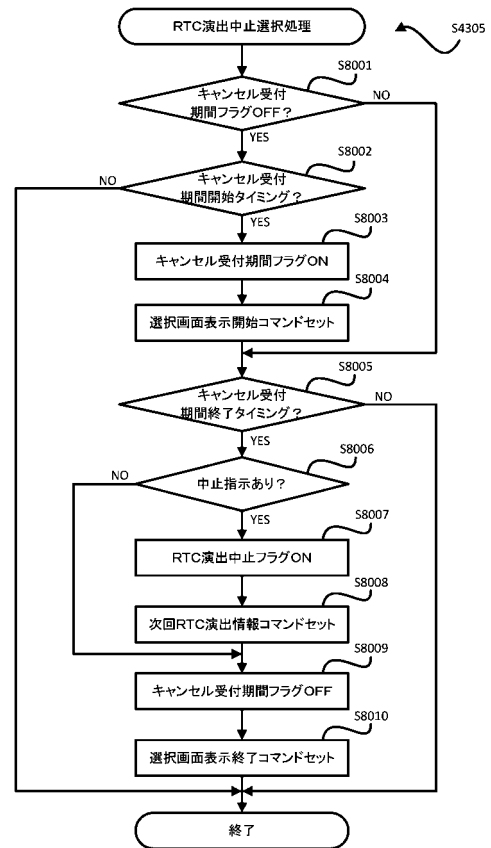 RTC演出中止選択処理
S4305
S8001
キャンセル受付
期間フラグOFF？
NO
YES
S8002
キャンセル受付
期間開始タイミング？
NO
YES
S8003
キャンセル受付期間フラグON
S8004
選択画面表示開始コマンドセット
S8005
キャンセル受付
期間終了タイミング？
NO
YES
S8006
中止指示あり？
NO
YES
S8007
RTC演出中止フラグON
S8008
次回RTC演出情報コマンドセット
S8009
キャンセル受付期間フラグOFF
S8010
選択画面表示終了コマンドセット
終了